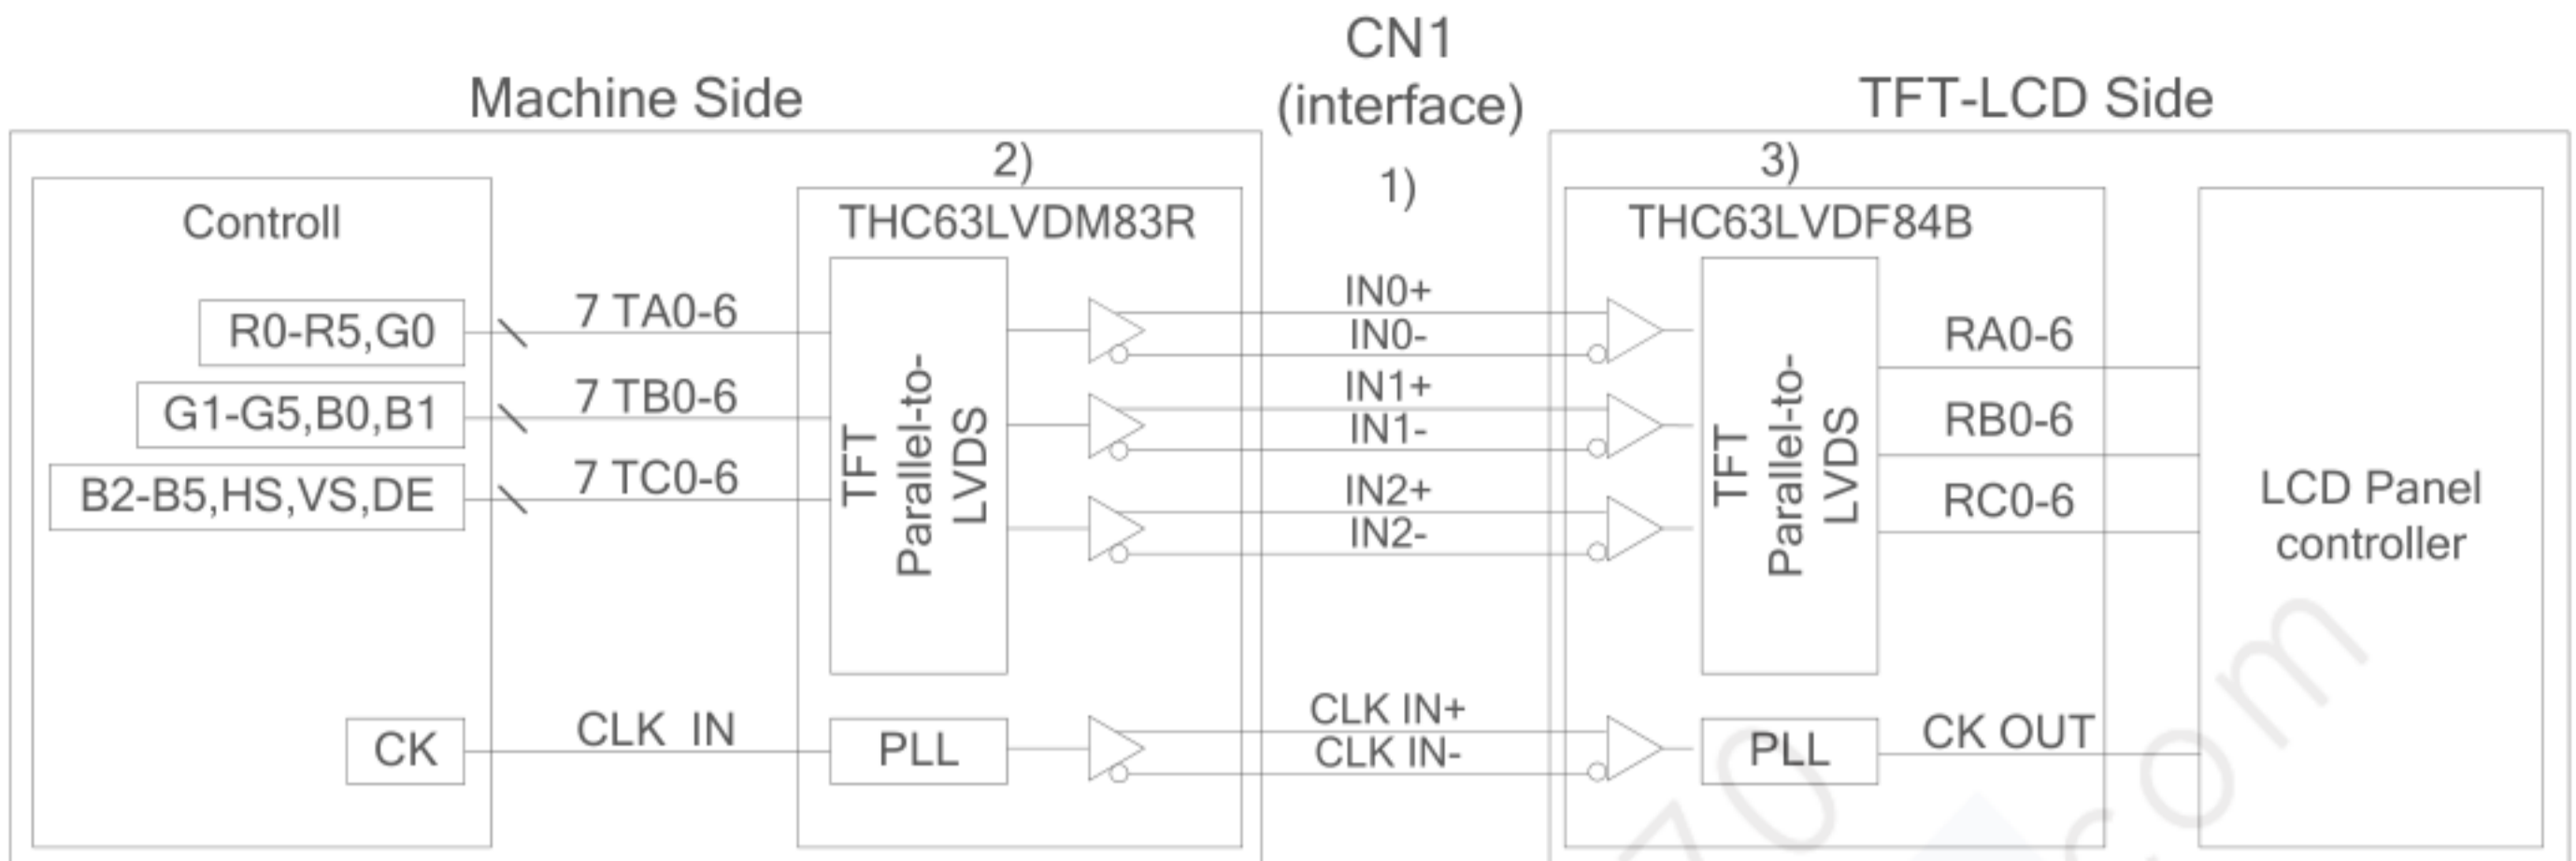 CN1
(interface)
1)
Machine Side
TFT-LCD Side
Controll
R0-R5,G0
G1-G5,B0,B1
B2-B5,HS,VS,DE
CK
7 TA0-6
7 TB0-6
7 TC0-6
CLK IN
2)
THC63LVDM83R
TFT
Parallel-to-
LVDS
PLL
IN0+
IN0-
IN1+
IN1-
IN2+
IN2-
CLK IN+
CLK IN-
3)
THC63LVDF84B
TFT
Parallel-to-
LVDS
PLL
RA0-6
RB0-6
RC0-6
CK OUT
LCD Panel
controller
70
com